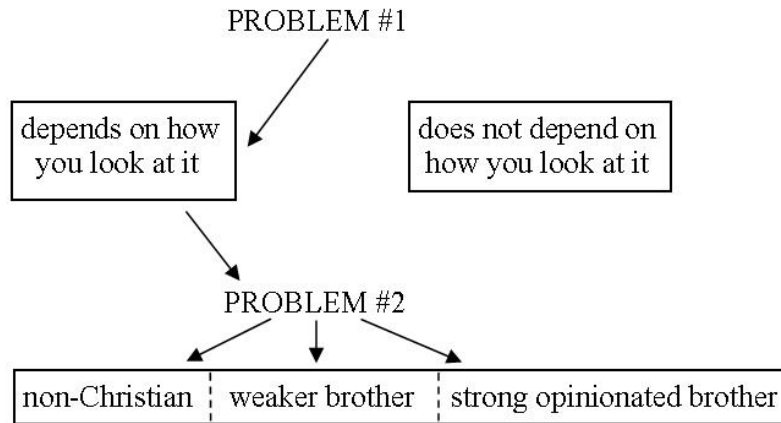 PROBLEM #1
depends on how
you look at it
does not depend on
how you look at it
PROBLEM #2
non-Christian
weaker brother
strong opinionated brother